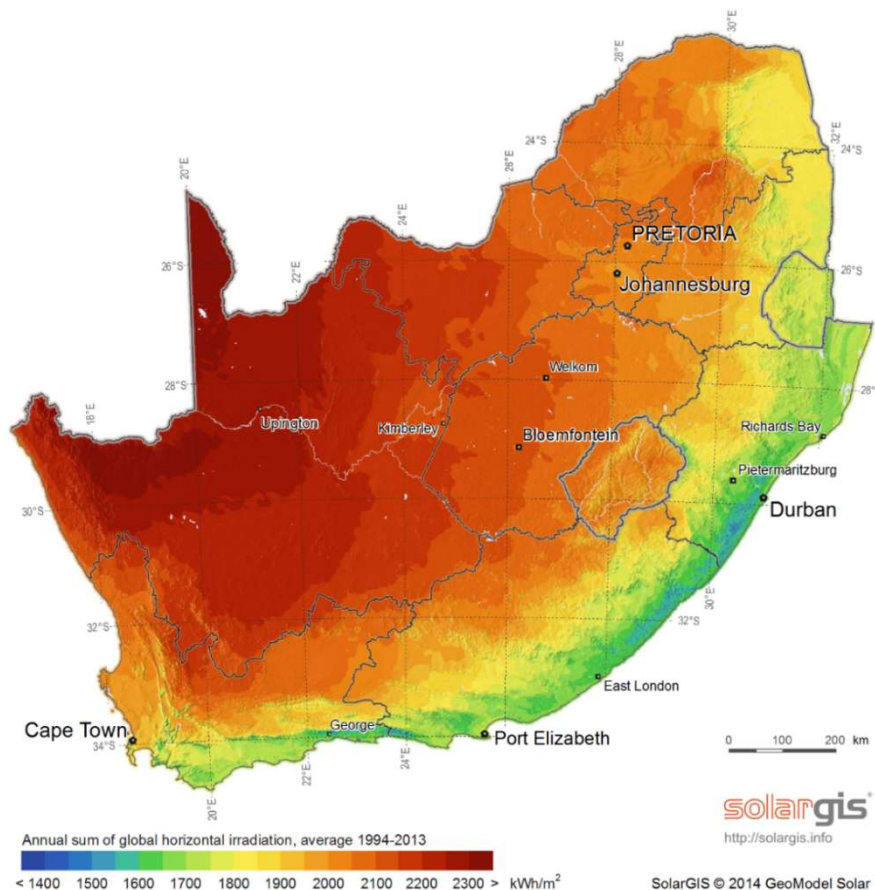 30°E
28°E
32°E
24°S
24°S
26°E
20°E
24°E
PRETORIA
26°S
22°E
26°S
Johannesburg
28°S
Welkom
28°S
18°E
Upington
Kimberley
Bloemfontein
Richards Bay
Pietermaritzburg
30°S
Durban
30°E
32°S
32°S
East London
Cape Town
George
Port Elizabeth
34°S
22°E
24°E
20°E
0 100 200 km
solargis
http://solargis.info
Annual sum of global horizontal irradiation, average 1994-2013
< 1400 1500 1600 1700 1800 1900 2000 2100 2200 2300 > kWh/m²
SolarGIS © 2014 GeoModel Solar